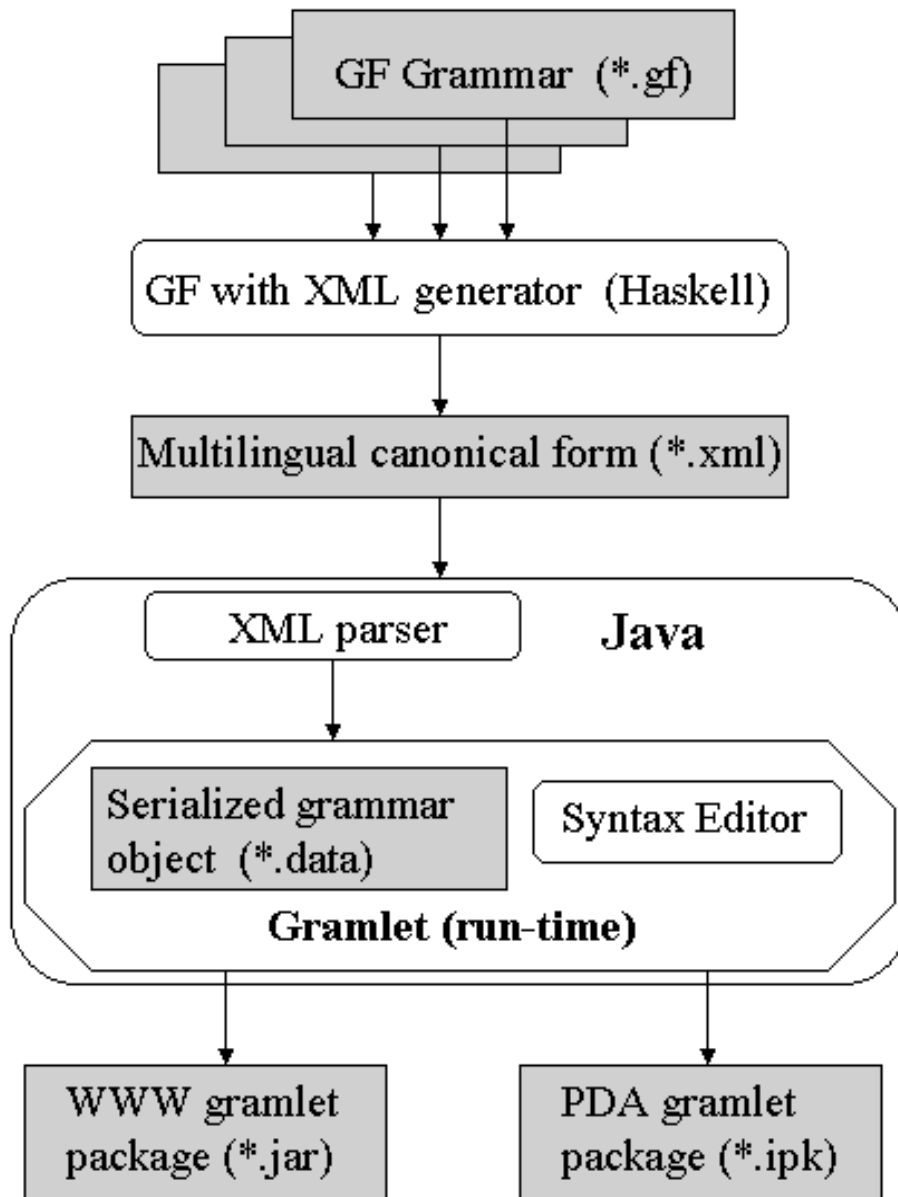 GF Grammar (*.gf)
GF with XML generator (Haskell)
Multilingual canonical form (*.xml)
XML parser
Java
Serialized grammar
object (*.data)
Syntax Editor
Gramlet (run-time)
WWW gramlet
package (*.jar)
PDA gramlet
package (*.ipk)